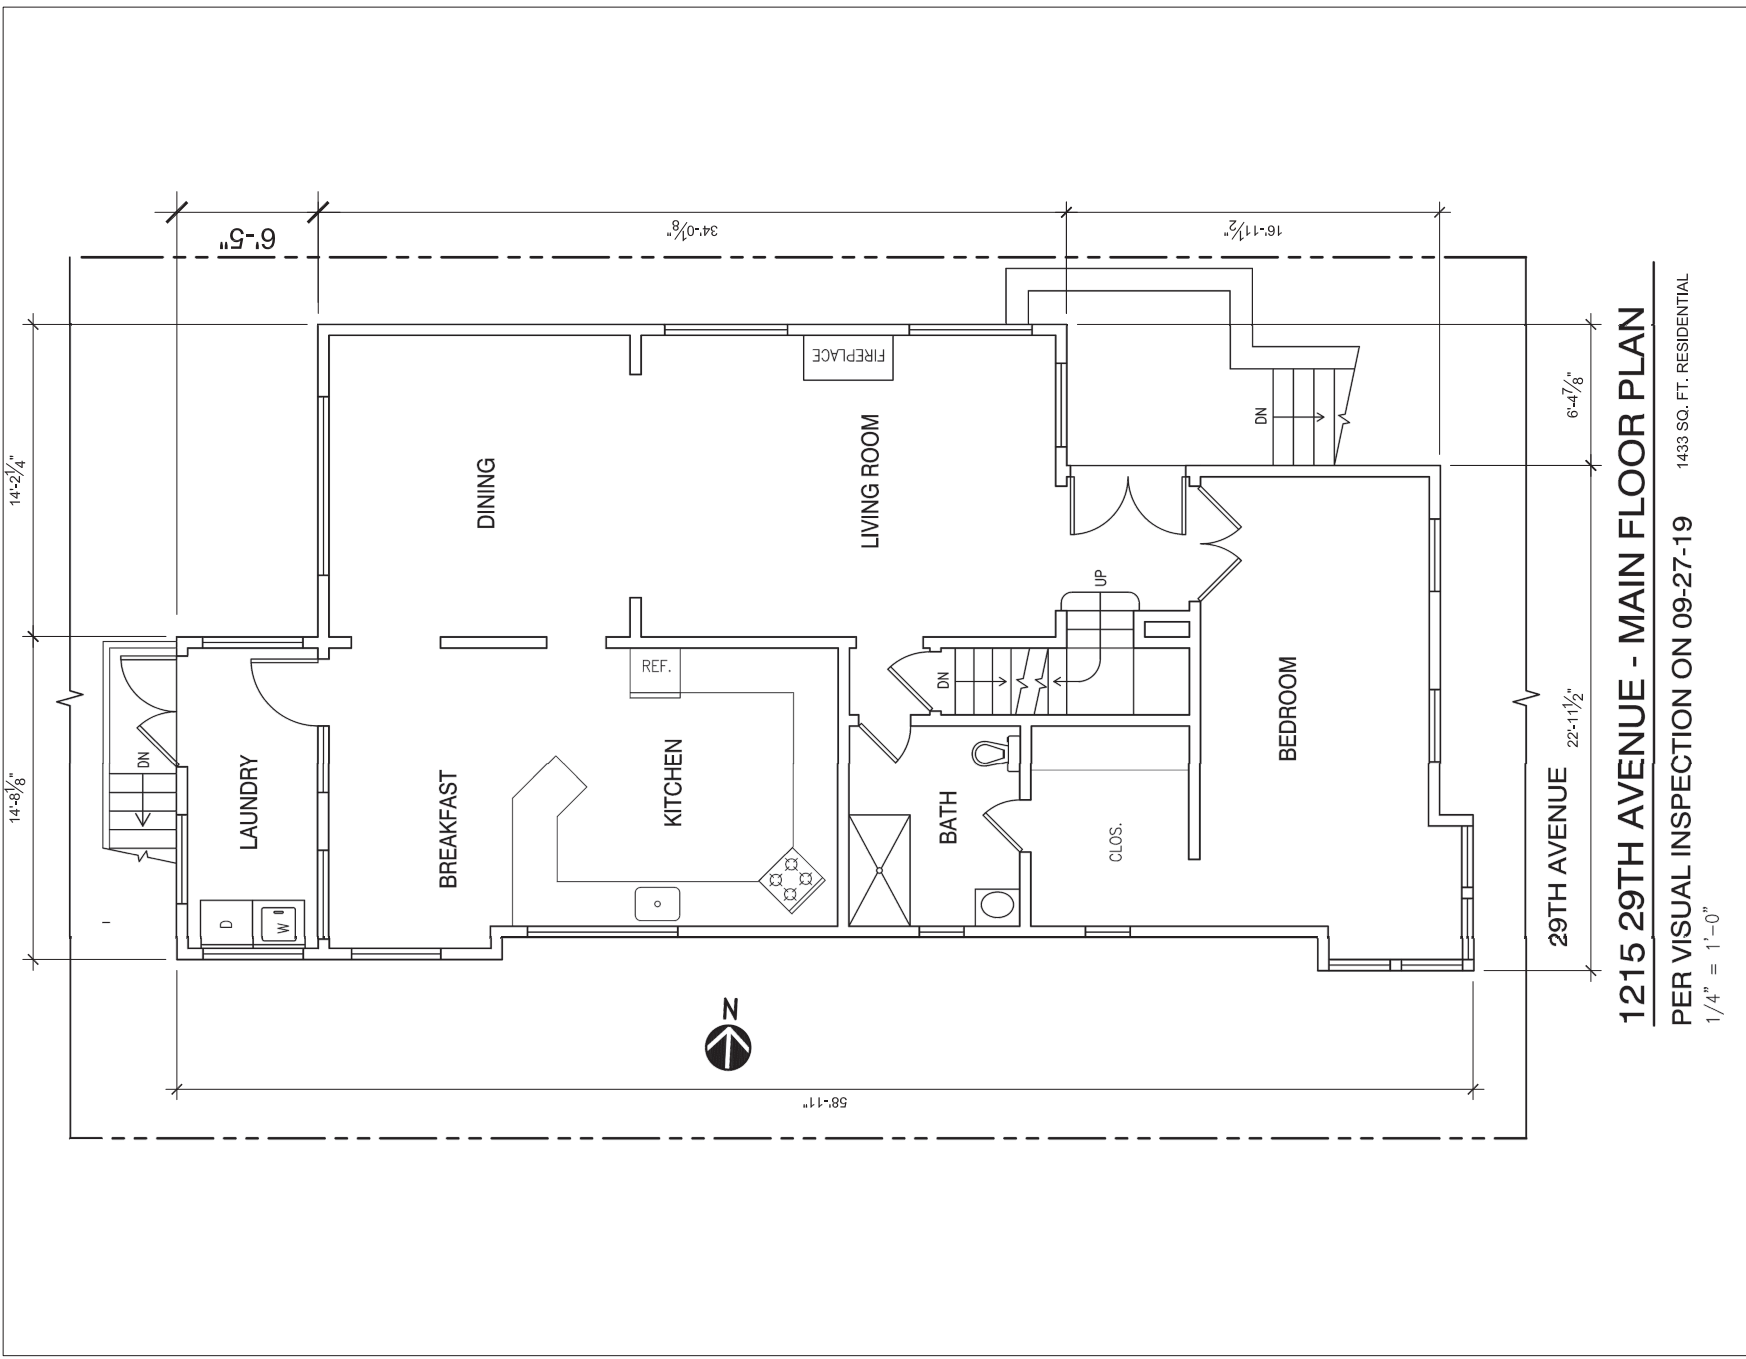 14'-2¼"
14'-8⅛"
6'-5"
34'-0⅛"
16'-11½"
DINING
LIVING ROOM
FIREPLACE
DN
UP
DN
REF.
KITCHEN
BREAKFAST
LAUNDRY
DN
D
W
BATH
CLOS.
BEDROOM
6'-4⅞"
22'-11½"
58'-11"
N
29TH AVENUE
1215 29TH AVENUE - MAIN FLOOR PLAN
PER VISUAL INSPECTION ON 09-27-19
1433 SQ. FT. RESIDENTIAL
1/4" = 1'-0"